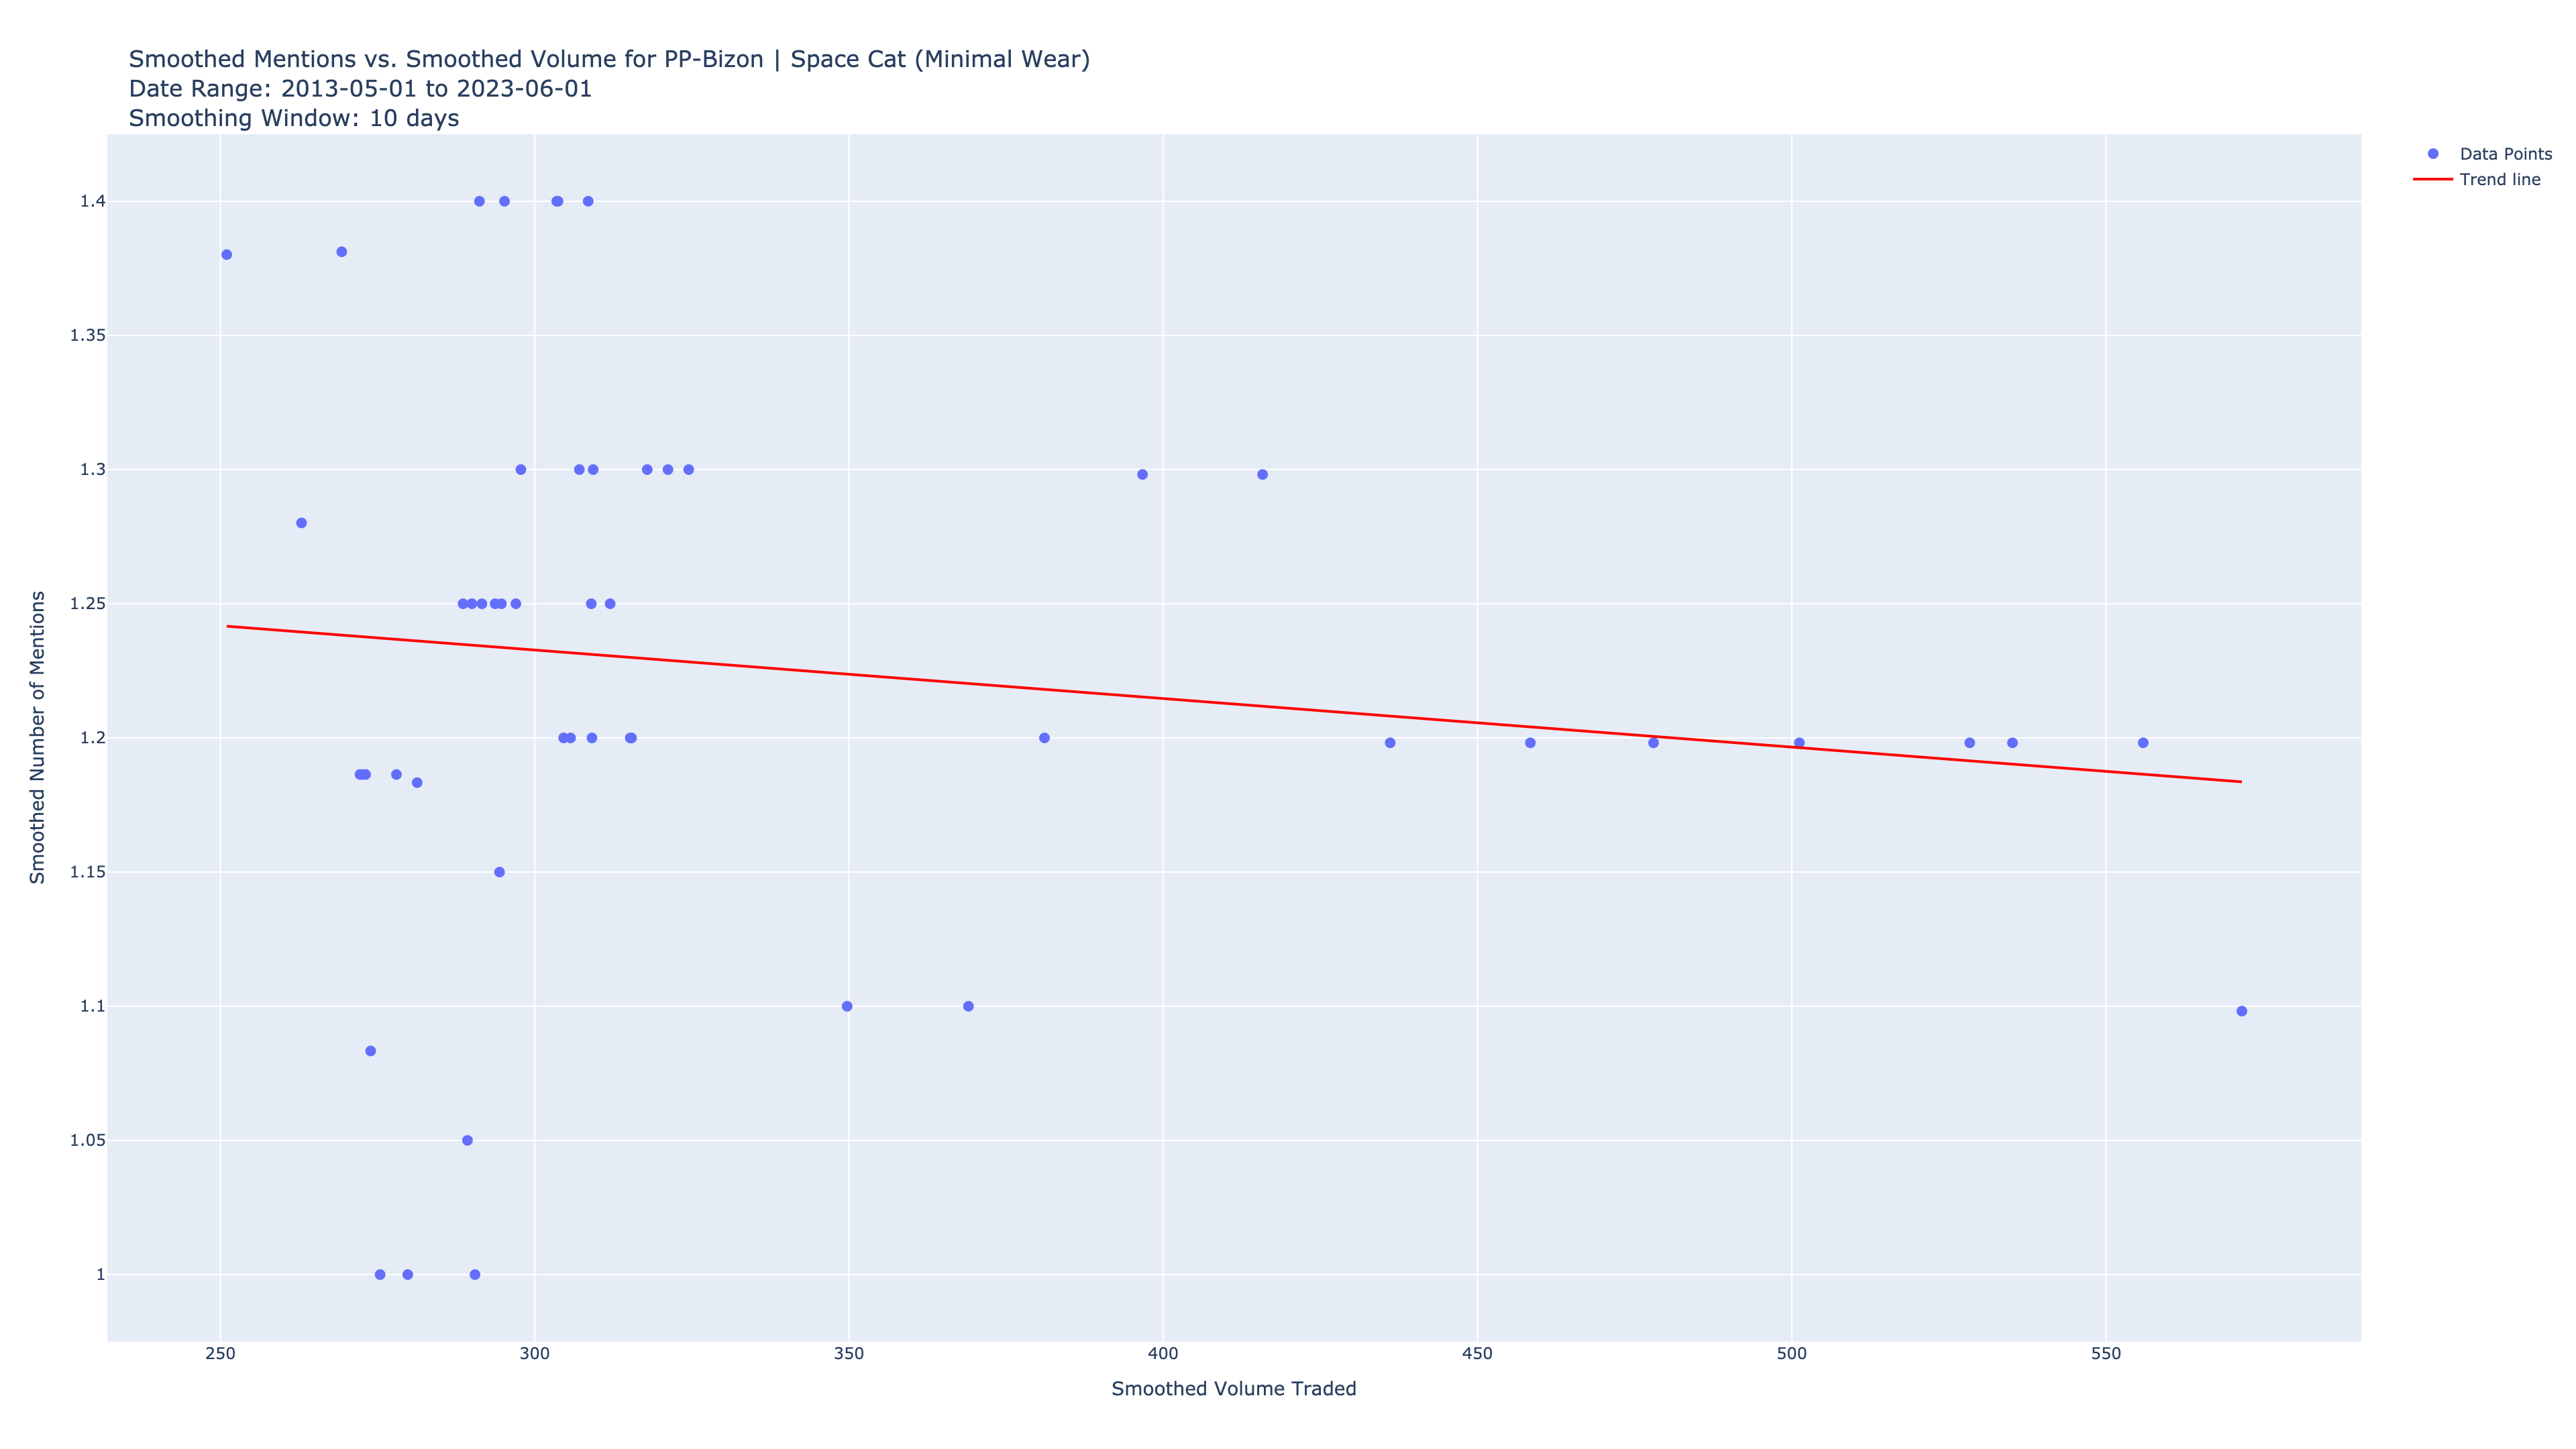 Smoothed Mentions vs. Smoothed Volume for PP-Bizon | Space Cat (Minimal Wear)
Date Range: 2013-05-01 to 2023-06-01
Smoothing Window: 10 days
Data Points
Trend line
1.4
1.35
1.3
1.25
1.2
1.15
1.1
1.05
1
Smoothed Number of Mentions
250
300
350
400
450
500
550
Smoothed Volume Traded